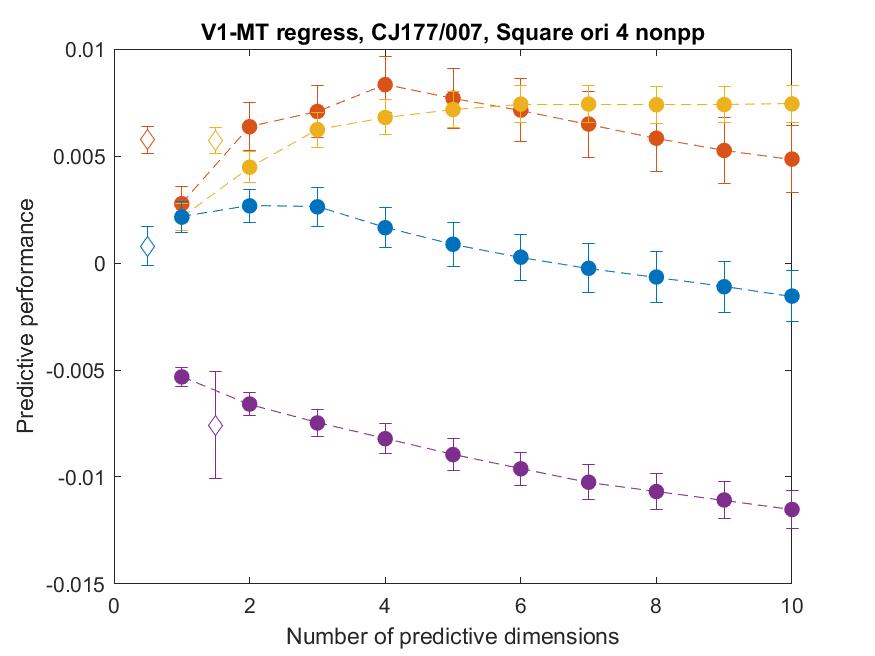 V1-MT regress, CJ177/007, Square ori 4 nonpp
0.01
0.005
0
-0.005
-0.01
-0.015
Predictive performance
0 2 4 6 8 10
Number of predictive dimensions